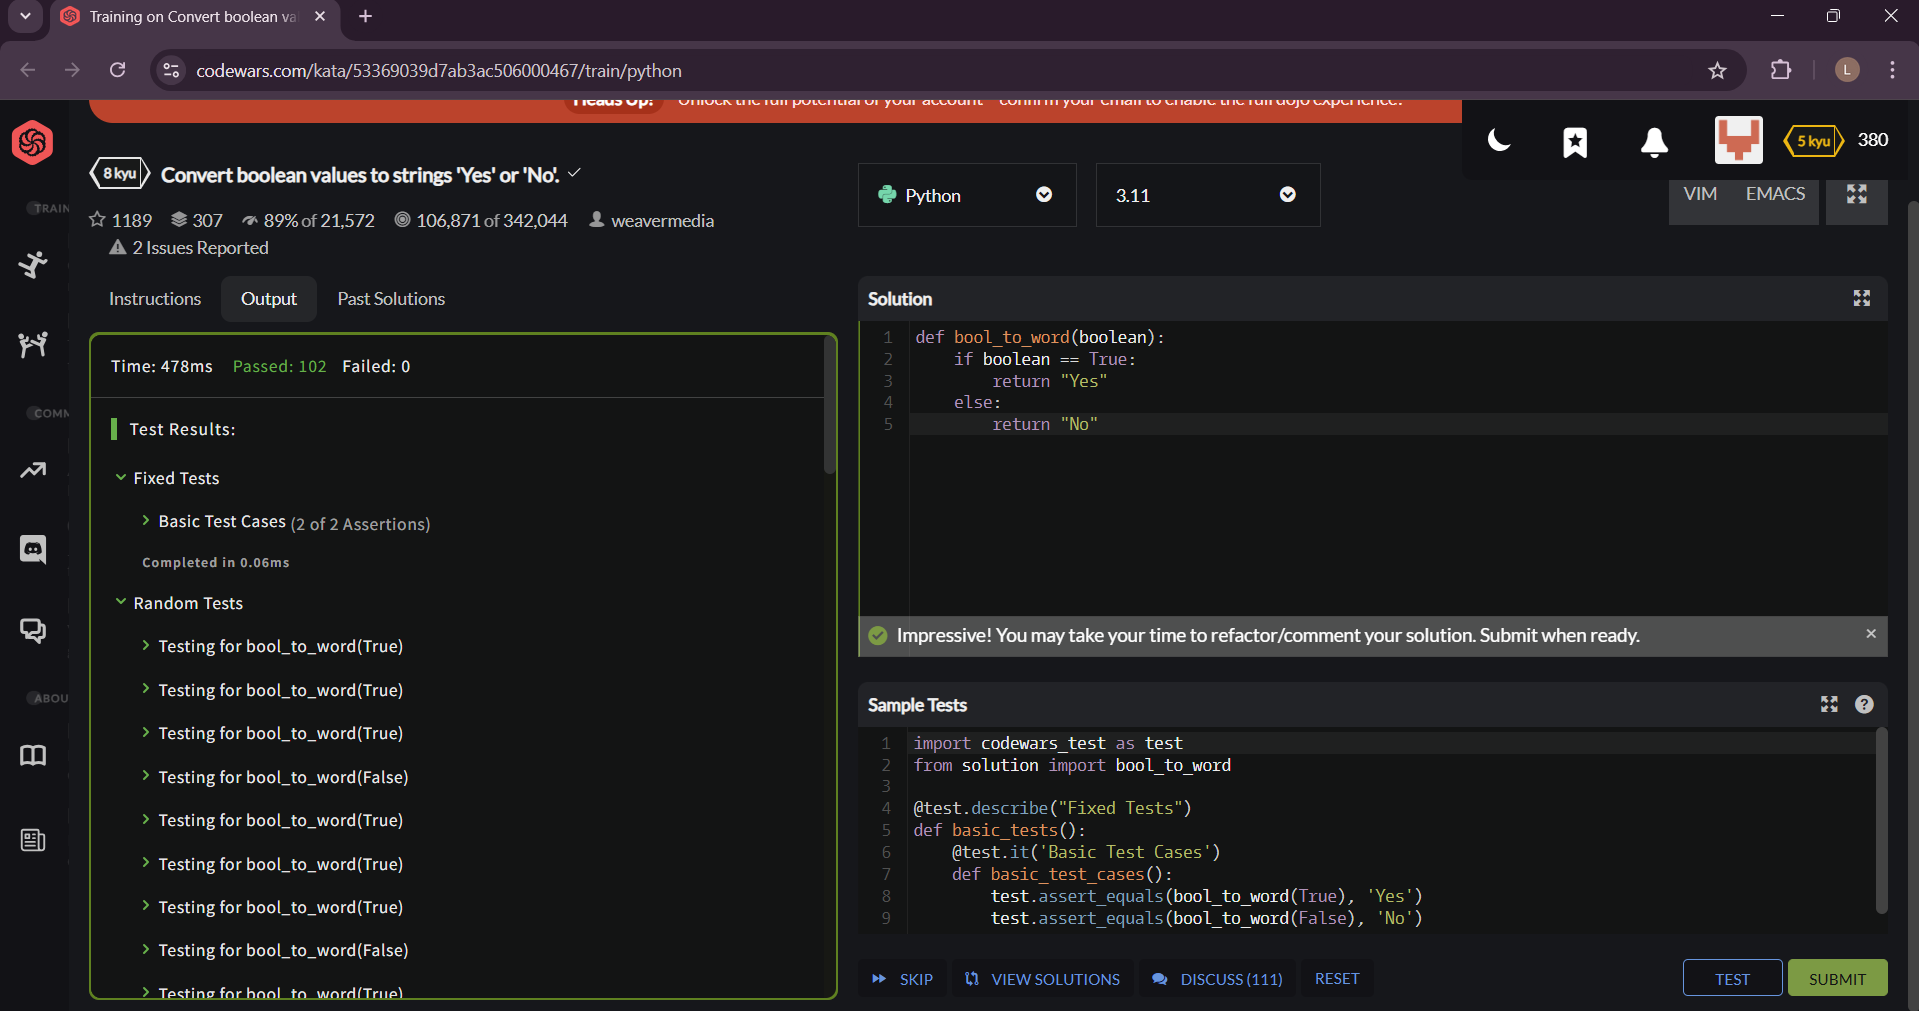 Training on Convert boolean va
codewars.com/kata/53369039d7ab3ac506000467/train/python
L
Heads Up! Unlock the full potential of your account - confirm your email to enable the full dojo experience.
5 kyu 380
8 kyu Convert boolean values to strings 'Yes' or 'No'.
1189 307 89% of 21,572 106,871 of 342,044 weavermedia
2 Issues Reported
Python
3.11
VIM EMACS
TRAIN
COMM
ABOU
Instructions Output Past Solutions
Time: 478ms Passed: 102 Failed: 0
Test Results:
Fixed Tests
Basic Test Cases (2 of 2 Assertions)
Completed in 0.06ms
Random Tests
Testing for bool_to_word(True)
Testing for bool_to_word(True)
Testing for bool_to_word(True)
Testing for bool_to_word(False)
Testing for bool_to_word(True)
Testing for bool_to_word(True)
Testing for bool_to_word(True)
Testing for bool_to_word(False)
Testing for bool_to_word(True)
Solution
1 def bool_to_word(boolean):
2 if boolean == True:
3 return "Yes"
4 else:
5 return "No"
Impressive! You may take your time to refactor/comment your solution. Submit when ready.
Sample Tests
1 import codewars_test as test
2 from solution import bool_to_word
3
4 @test.describe("Fixed Tests")
5 def basic_tests():
6 @test.it('Basic Test Cases')
7 def basic_test_cases():
8 test.assert_equals(bool_to_word(True), 'Yes')
9 test.assert_equals(bool_to_word(False), 'No')
SKIP VIEW SOLUTIONS DISCUSS (111) RESET
TEST SUBMIT